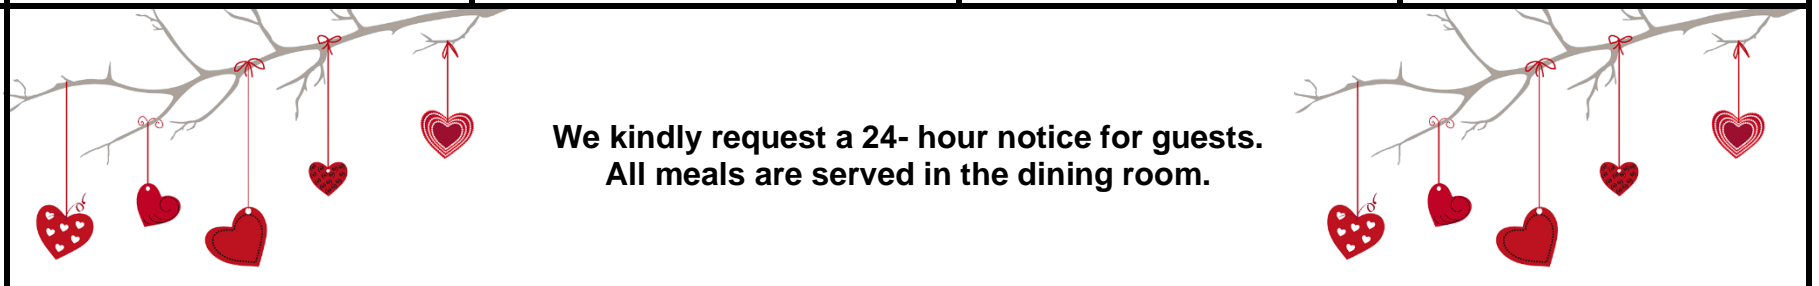 We kindly request a 24- hour notice for guests.
All meals are served in the dining room.